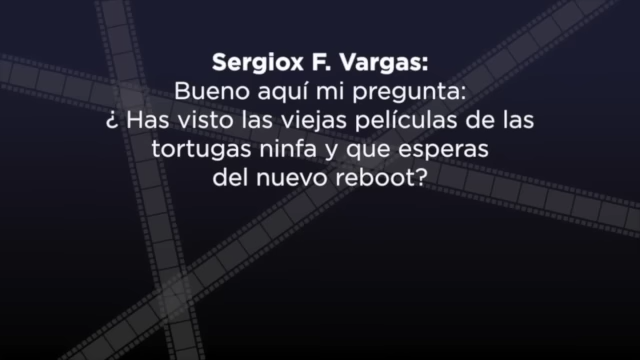 Sergiox F. Vargas:
Bueno aquí mi pregunta:
¿ Has visto las viejas películas de las
tortugas ninfa y que esperas
del nuevo reboot?